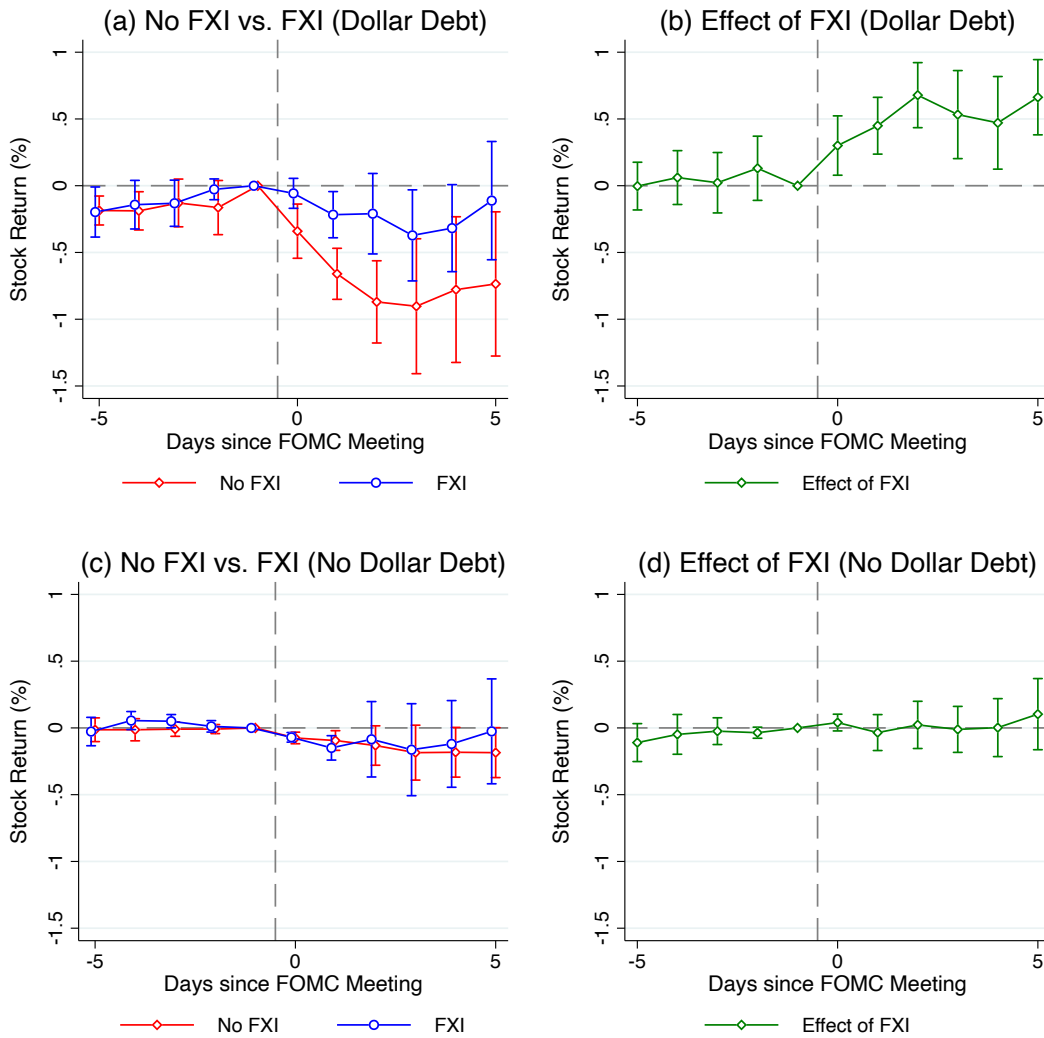 (a) No FXI vs. FXI (Dollar Debt)
Stock Return (%)
1
.5
0
-.5
-1
-1.5
-5
0
5
Days since FOMC Meeting
No FXI
FXI
(b) Effect of FXI (Dollar Debt)
Stock Return (%)
1
.5
0
-.5
-1
-1.5
-5
0
5
Days since FOMC Meeting
Effect of FXI
(c) No FXI vs. FXI (No Dollar Debt)
Stock Return (%)
1
.5
0
-.5
-1
-1.5
-5
0
5
Days since FOMC Meeting
No FXI
FXI
(d) Effect of FXI (No Dollar Debt)
Stock Return (%)
1
.5
0
-.5
-1
-1.5
-5
0
5
Days since FOMC Meeting
Effect of FXI